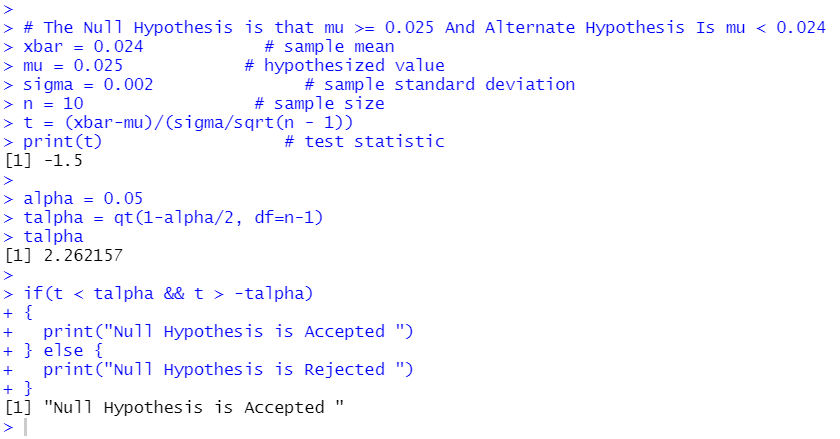 >
> # The Null Hypothesis is that mu >= 0.025 And Alternate Hypothesis Is mu < 0.024
> xbar = 0.024 # sample mean
> mu = 0.025 # hypothesized value
> sigma = 0.002 # sample standard deviation
> n = 10 # sample size
> t = (xbar-mu)/(sigma/sqrt(n - 1))
> print(t) # test statistic
[1] -1.5
>
> alpha = 0.05
> talpha = qt(1-alpha/2, df=n-1)
> talpha
[1] 2.262157
>
> if(t < talpha && t > -talpha)
+ {
+   print("Null Hypothesis is Accepted ")
+ } else {
+   print("Null Hypothesis is Rejected ")
+ }
[1] "Null Hypothesis is Accepted "
>